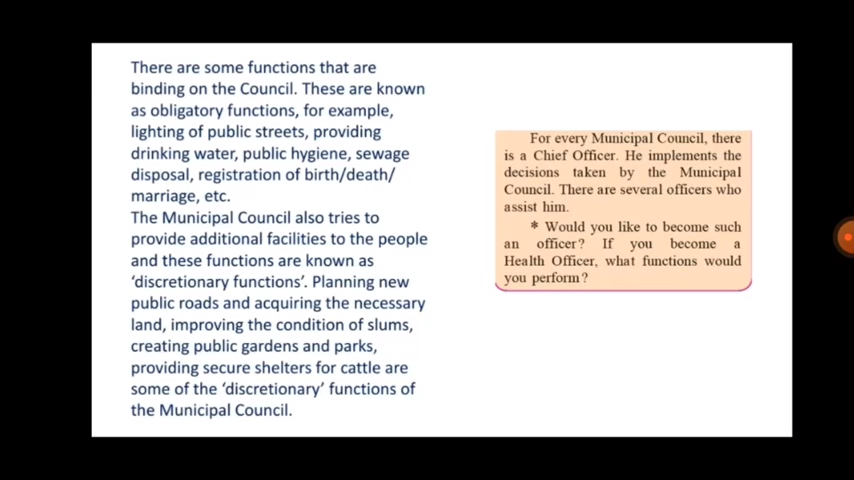 There are some functions that are
binding on the Council. These are known
as obligatory functions, for example,
lighting of public streets, providing
drinking water, public hygiene, sewage
disposal, registration of birth/death/
marriage, etc.
The Municipal Council also tries to
provide additional facilities to the people
and these functions are known as
‘discretionary functions’. Planning new
public roads and acquiring the necessary
land, improving the condition of slums,
creating public gardens and parks,
providing secure shelters for cattle are
some of the ‘discretionary’ functions of
the Municipal Council.
For every Municipal Council, there
is a Chief Officer. He implements the
decisions taken by the Municipal
Council. There are several officers who
assist him.
* Would you like to become such
an officer? If you become a
Health Officer, what functions would
you perform?